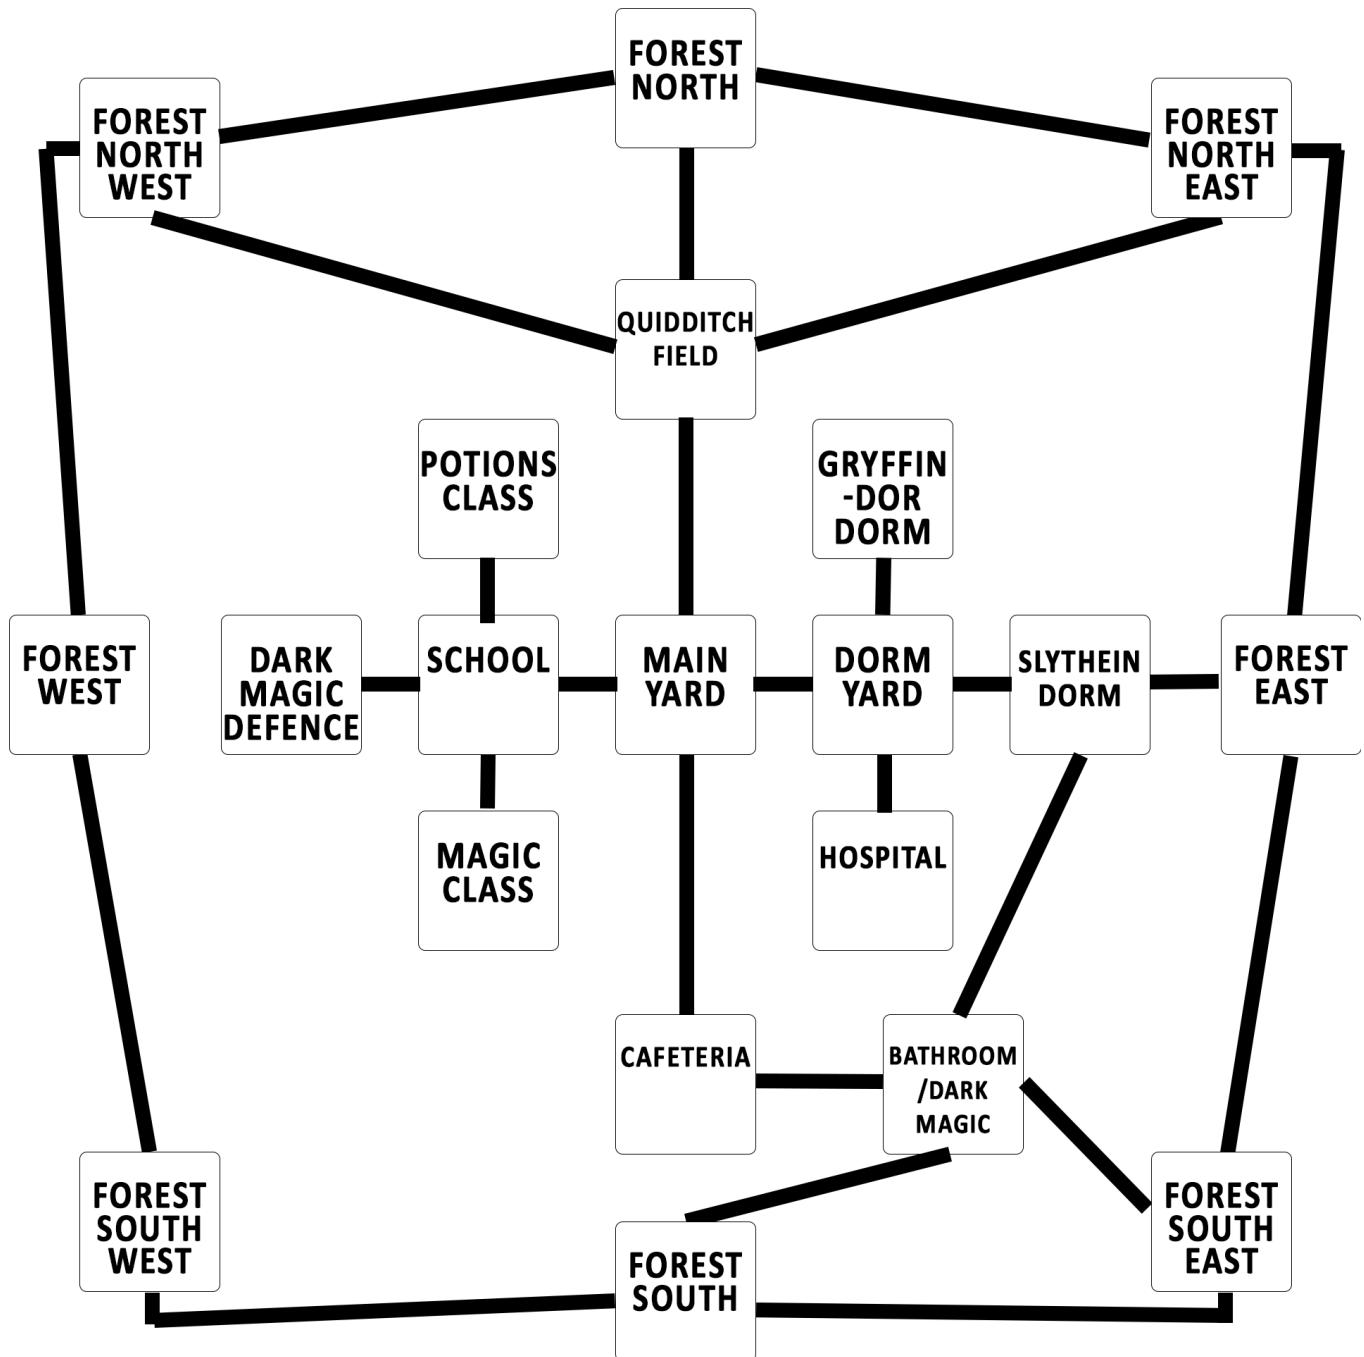 FOREST
NORTH
FOREST
NORTH
WEST
FOREST
NORTH
EAST
QUIDDITCH
FIELD
POTIONS
CLASS
GRYFFIN
-DOR
DORM
FOREST
WEST
DARK
MAGIC
DEFENCE
SCHOOL
MAIN
YARD
DORM
YARD
SLYTHEIN
DORM
FOREST
EAST
MAGIC
CLASS
HOSPITAL
CAFETERIA
BATHROOM
/DARK
MAGIC
FOREST
SOUTH
WEST
FOREST
SOUTH
FOREST
SOUTH
EAST